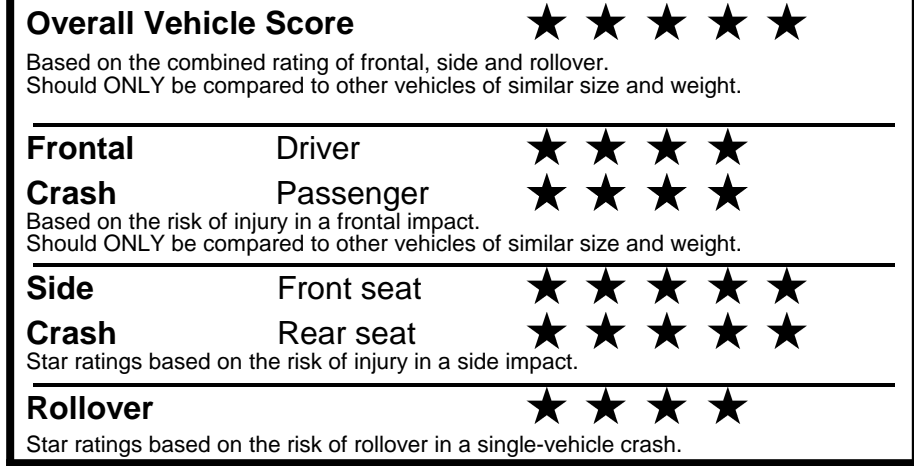 Overall Vehicle Score ★ ★ ★ ★ ★
Based on the combined rating of frontal, side and rollover.
Should ONLY be compared to other vehicles of similar size and weight.
Frontal Driver ★ ★ ★ ★
Crash Passenger ★ ★ ★ ★
Based on the risk of injury in a frontal impact.
Should ONLY be compared to other vehicles of similar size and weight.
Side Front seat ★ ★ ★ ★ ★
Crash Rear seat ★ ★ ★ ★ ★
Star ratings based on the risk of injury in a side impact.
Rollover ★ ★ ★ ★
Star ratings based on the risk of rollover in a single-vehicle crash.